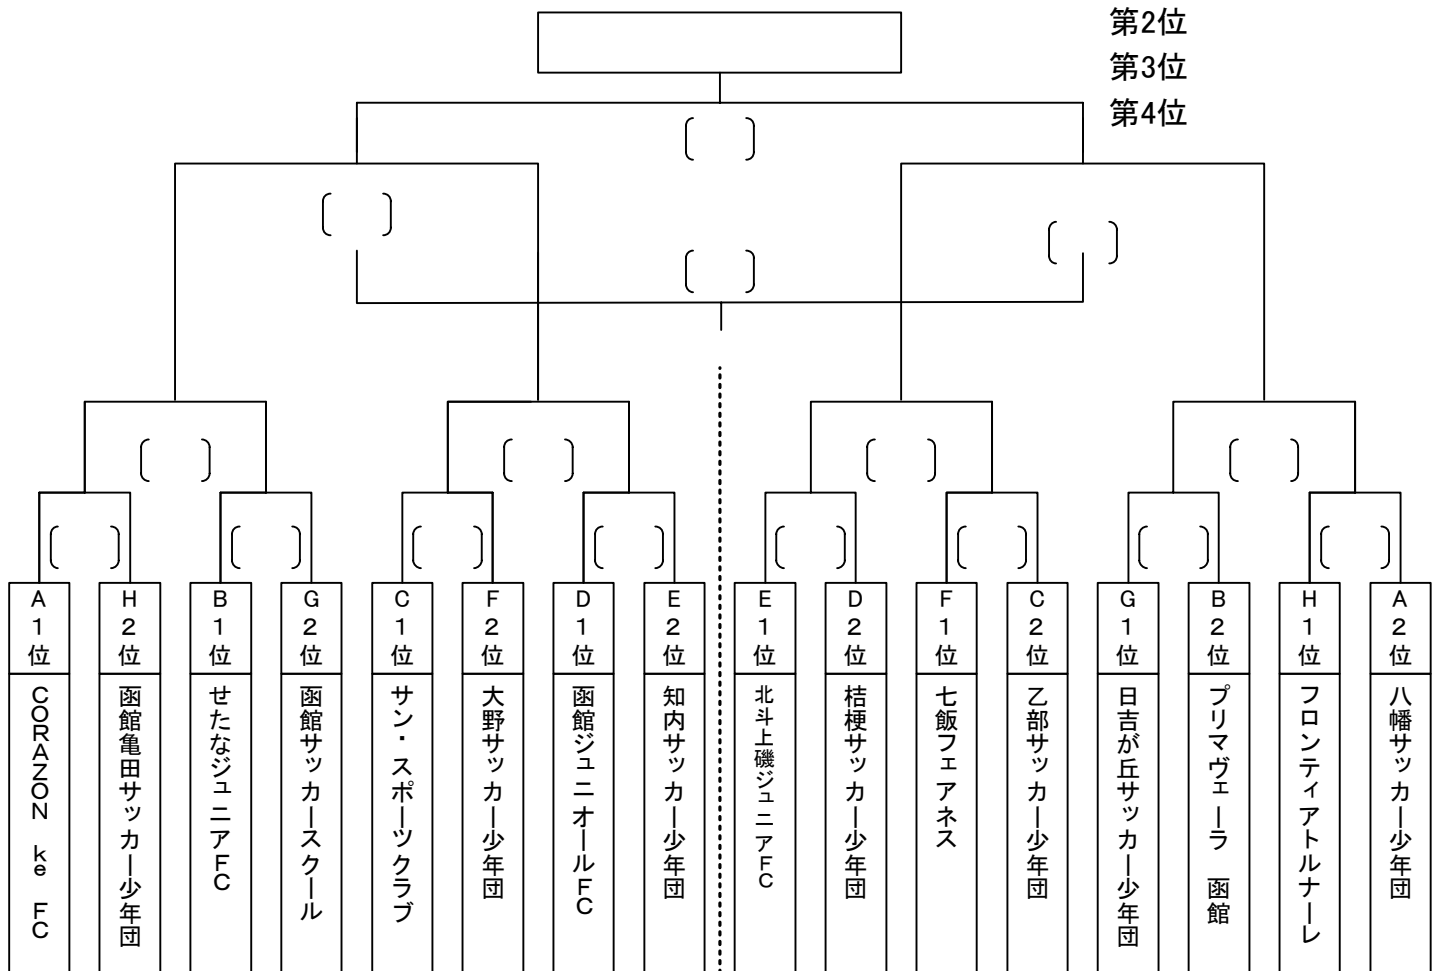 第2位
第3位
第4位
A1位
H2位
B1位
G2位
C1位
F2位
D1位
E2位
E1位
D2位
F1位
C2位
G1位
B2位
H1位
A2位
CORAZON ke FC
函館亀田サッカー少年団
せたなジュニアFC
函館サッカースクール
サン・スポーツクラブ
大野サッカー少年団
函館ジュニオールFC
知内サッカー少年団
北斗上磯ジュニアFC
桔梗サッカー少年団
七飯フェアネス
乙部サッカー少年団
日吉が丘サッカー少年団
プリマヴェーラ 函館
フロンティアトルナーレ
八幡サッカー少年団